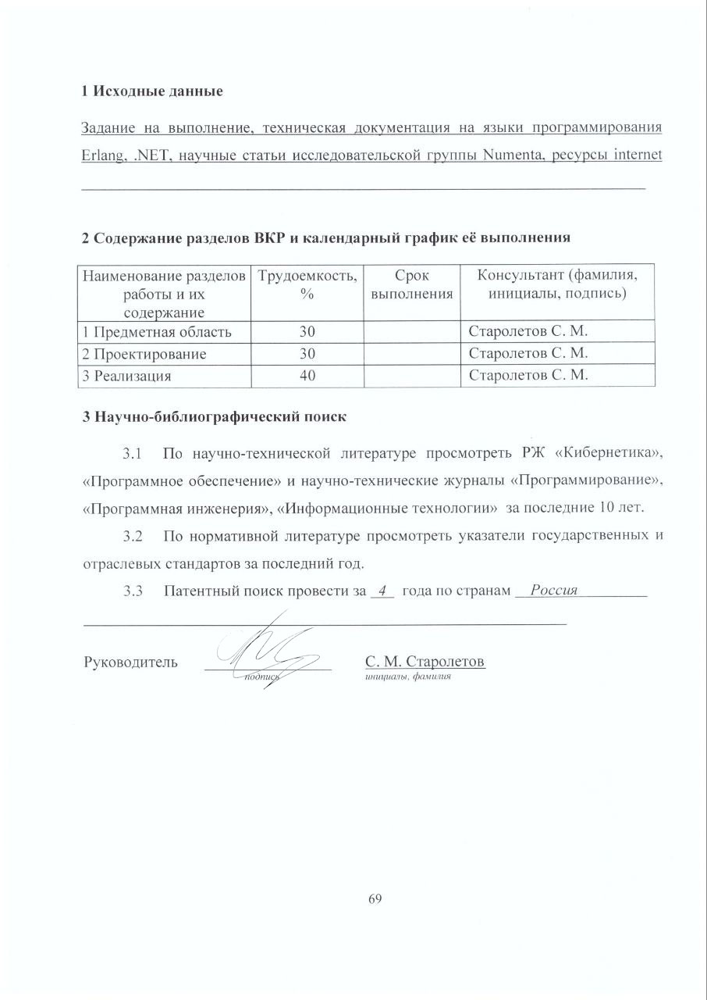 1 Исходные данные
Задание на выполнение, техническая документация на языки программирования
Erlang, .NET, научные статьи исследовательской группы Numenta, ресурсы internet
2 Содержание разделов ВКР и календарный график её выполнения
Наименование разделов работы и их содержание Трудоемкость, % Срок выполнения Консультант (фамилия, инициалы, подпись)
1 Предметная область 30 Старолетов С. М.
2 Проектирование 30 Старолетов С. М.
3 Реализация 40 Старолетов С. М.
3 Научно-библиографический поиск
3.1 По научно-технической литературе просмотреть РЖ «Кибернетика»,
«Программное обеспечение» и научно-технические журналы «Программирование»,
«Программная инженерия», «Информационные технологии» за последние 10 лет.
3.2 По нормативной литературе просмотреть указатели государственных и
отраслевых стандартов за последний год.
3.3 Патентный поиск провести за 4 года по странам Россия
Руководитель С. М. Старолетов
подпись инициалы, фамилия
69